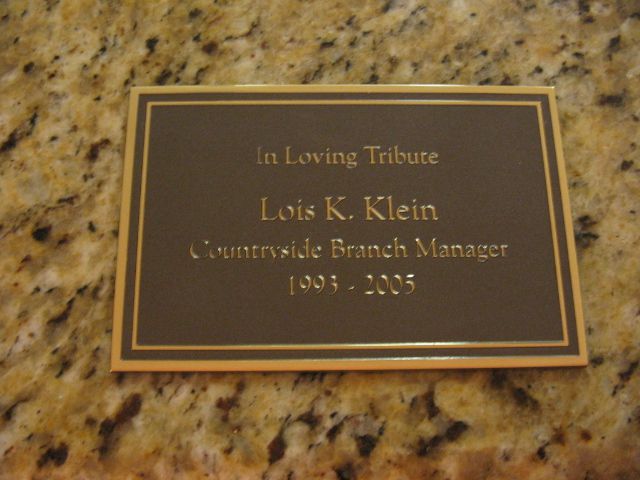 In Loving Tribute
Lois K. Klein
Countryside Branch Manager
1993 - 2005